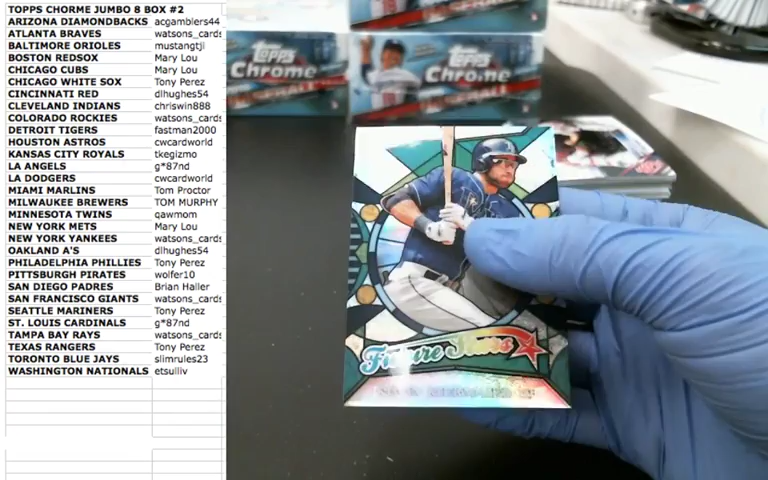 TOPPS CHORME JUMBO 8 BOX #2
ARIZONA DIAMONDBACKS acgamblers44
ATLANTA BRAVES watsons_cards
BALTIMORE ORIOLES mustangtji
BOSTON REDSOX Mary Lou
CHICAGO CUBS Mary Lou
CHICAGO WHITE SOX Tony Perez
CINCINNATI RED dlhughes54
CLEVELAND INDIANS chriswin888
COLORADO ROCKIES watsons_cards
DETROIT TIGERS fastman2000
HOUSTON ASTROS cwcardworld
KANSAS CITY ROYALS tkegizmo
LA ANGELS g*87nd
LA DODGERS cwcardworld
MIAMI MARLINS Tom Proctor
MILWAUKEE BREWERS TOM MURPHY
MINNESOTA TWINS qawmom
NEW YORK METS Mary Lou
NEW YORK YANKEES watsons_cards
OAKLAND A'S dlhughes54
PHILADELPHIA PHILLIES Tony Perez
PITTSBURGH PIRATES wolfer10
SAN DIEGO PADRES Brian Haller
SAN FRANCISCO GIANTS watsons_cards
SEATTLE MARINERS Tony Perez
ST. LOUIS CARDINALS g*87nd
TAMPA BAY RAYS watsons_cards
TEXAS RANGERS Tony Perez
TORONTO BLUE JAYS slimrules23
WASHINGTON NATIONALS etsulliv
Topps Chrome
Topps Chrome
Future Stars